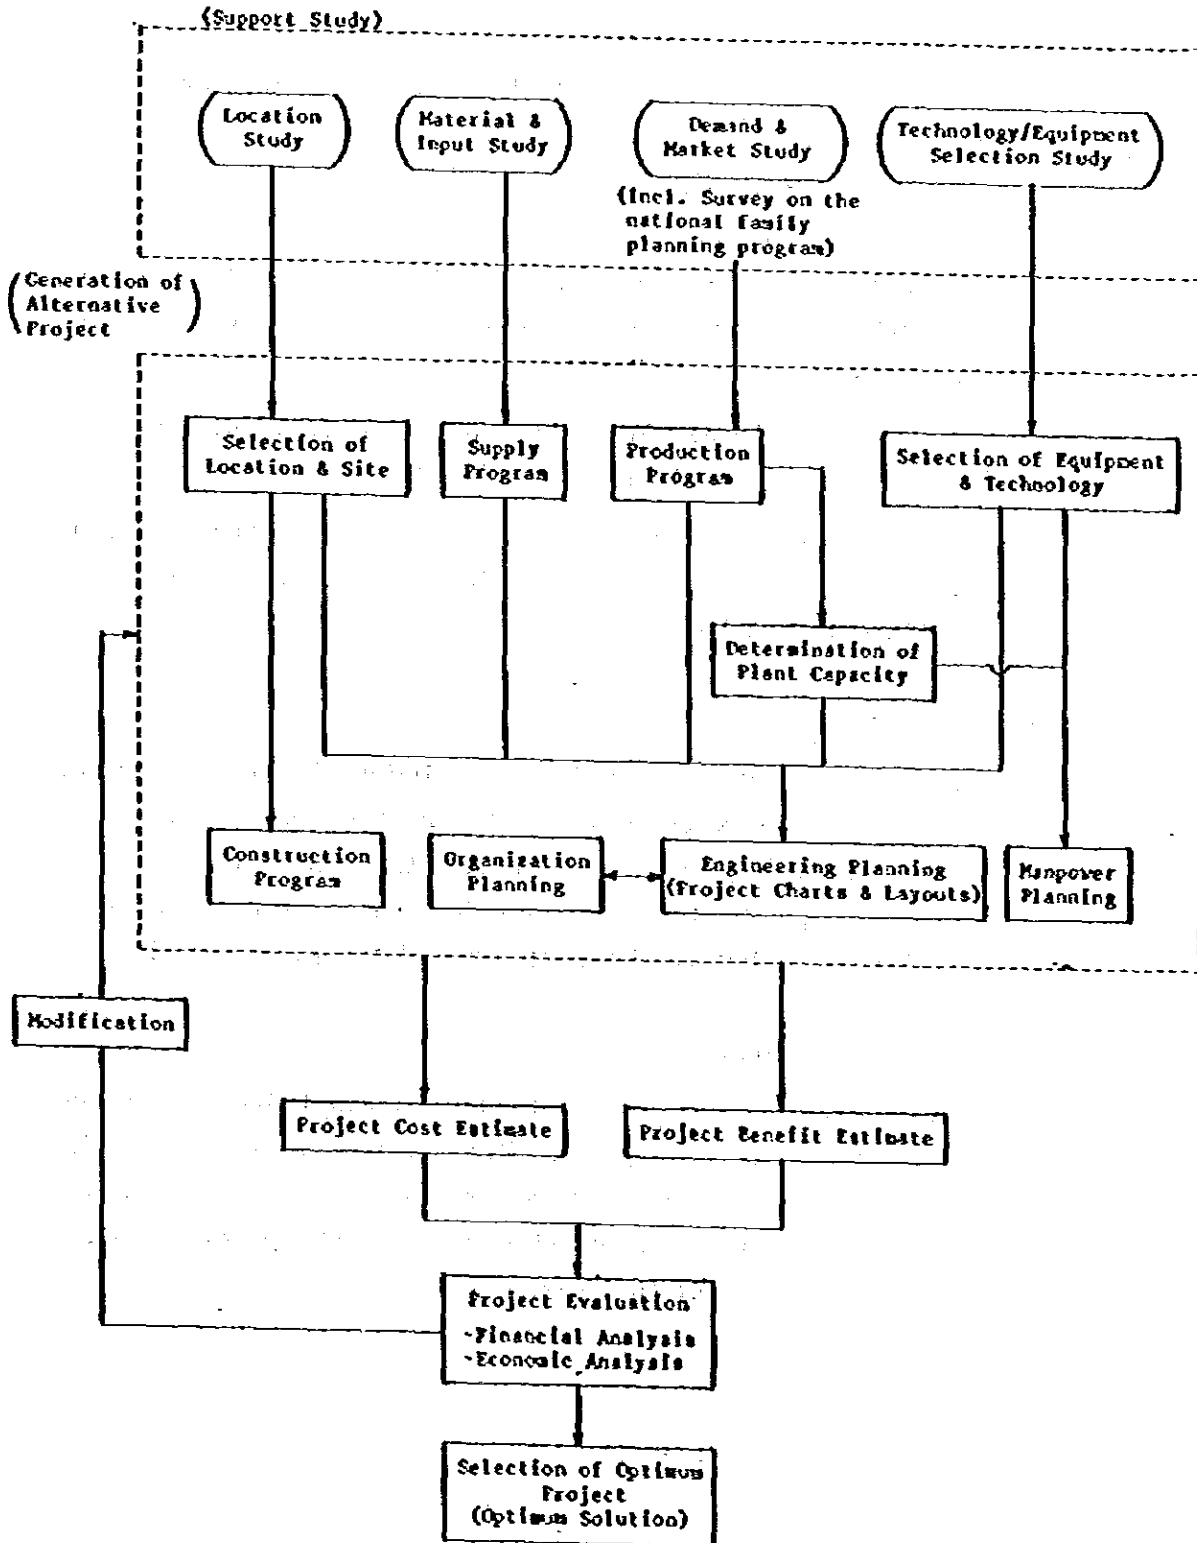 (Support Study)
Location
Study
Material &
Input Study
Demand &
Market Study
Technology/Equipment
Selection Study
(Incl. Survey on the
national family
planning program)
(Generation of
Alternative
Project)
Selection of
Location & Site
Supply
Program
Production
Program
Selection of Equipment
& Technology
Determination of
Plant Capacity
Construction
Program
Organization
Planning
Engineering Planning
(Project Charts & Layouts)
Manpower
Planning
Modification
Project Cost Estimate
Project Benefit Estimate
Project Evaluation
-Financial Analysis
-Economic Analysis
Selection of Optimum
Project
(Optimum Solution)